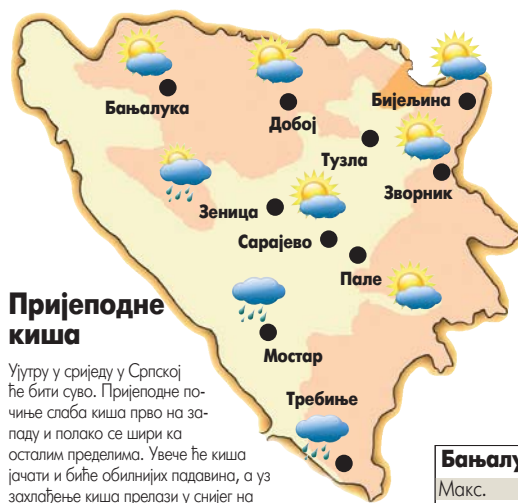 Бањалука
Добој
Бијељина
Тузла
Зворник
Зеница
Сарајево
Пале
Мостар
Требиње
Пријеподне
киша
Ујутру у сриједу у Српској
ће бити суво. Пријеподне по-
чиње слаба киша прво на за-
паду и полако се шири ка
осталим пределима. Увече ће киша
јачати и биће обилнијих падавина, а уз
захлађење киша прелази у снијег на
Макс.